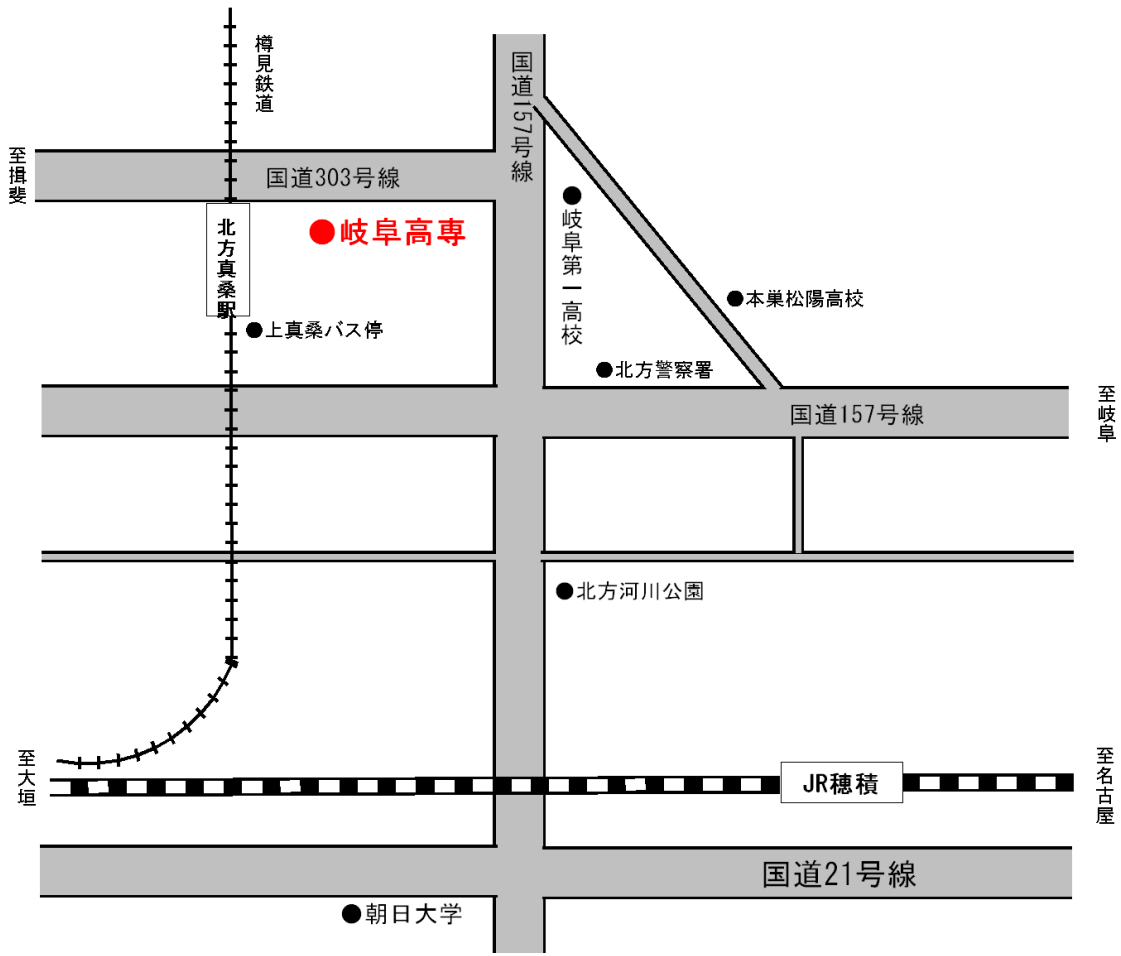 樽見鉄道
国道157号線
至揖斐
国道303号線
北方真桑駅
●岐阜高専
●岐阜第一高校
●本巣松陽高校
●上真桑バス停
●北方警察署
国道157号線
至岐阜
●北方河川公園
至大垣
JR穂積
至名古屋
国道21号線
●朝日大学